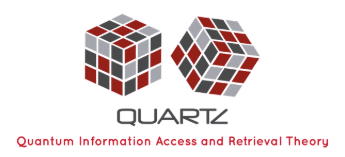 QUARTZ
Quantum Information Access and Retrieval Theory